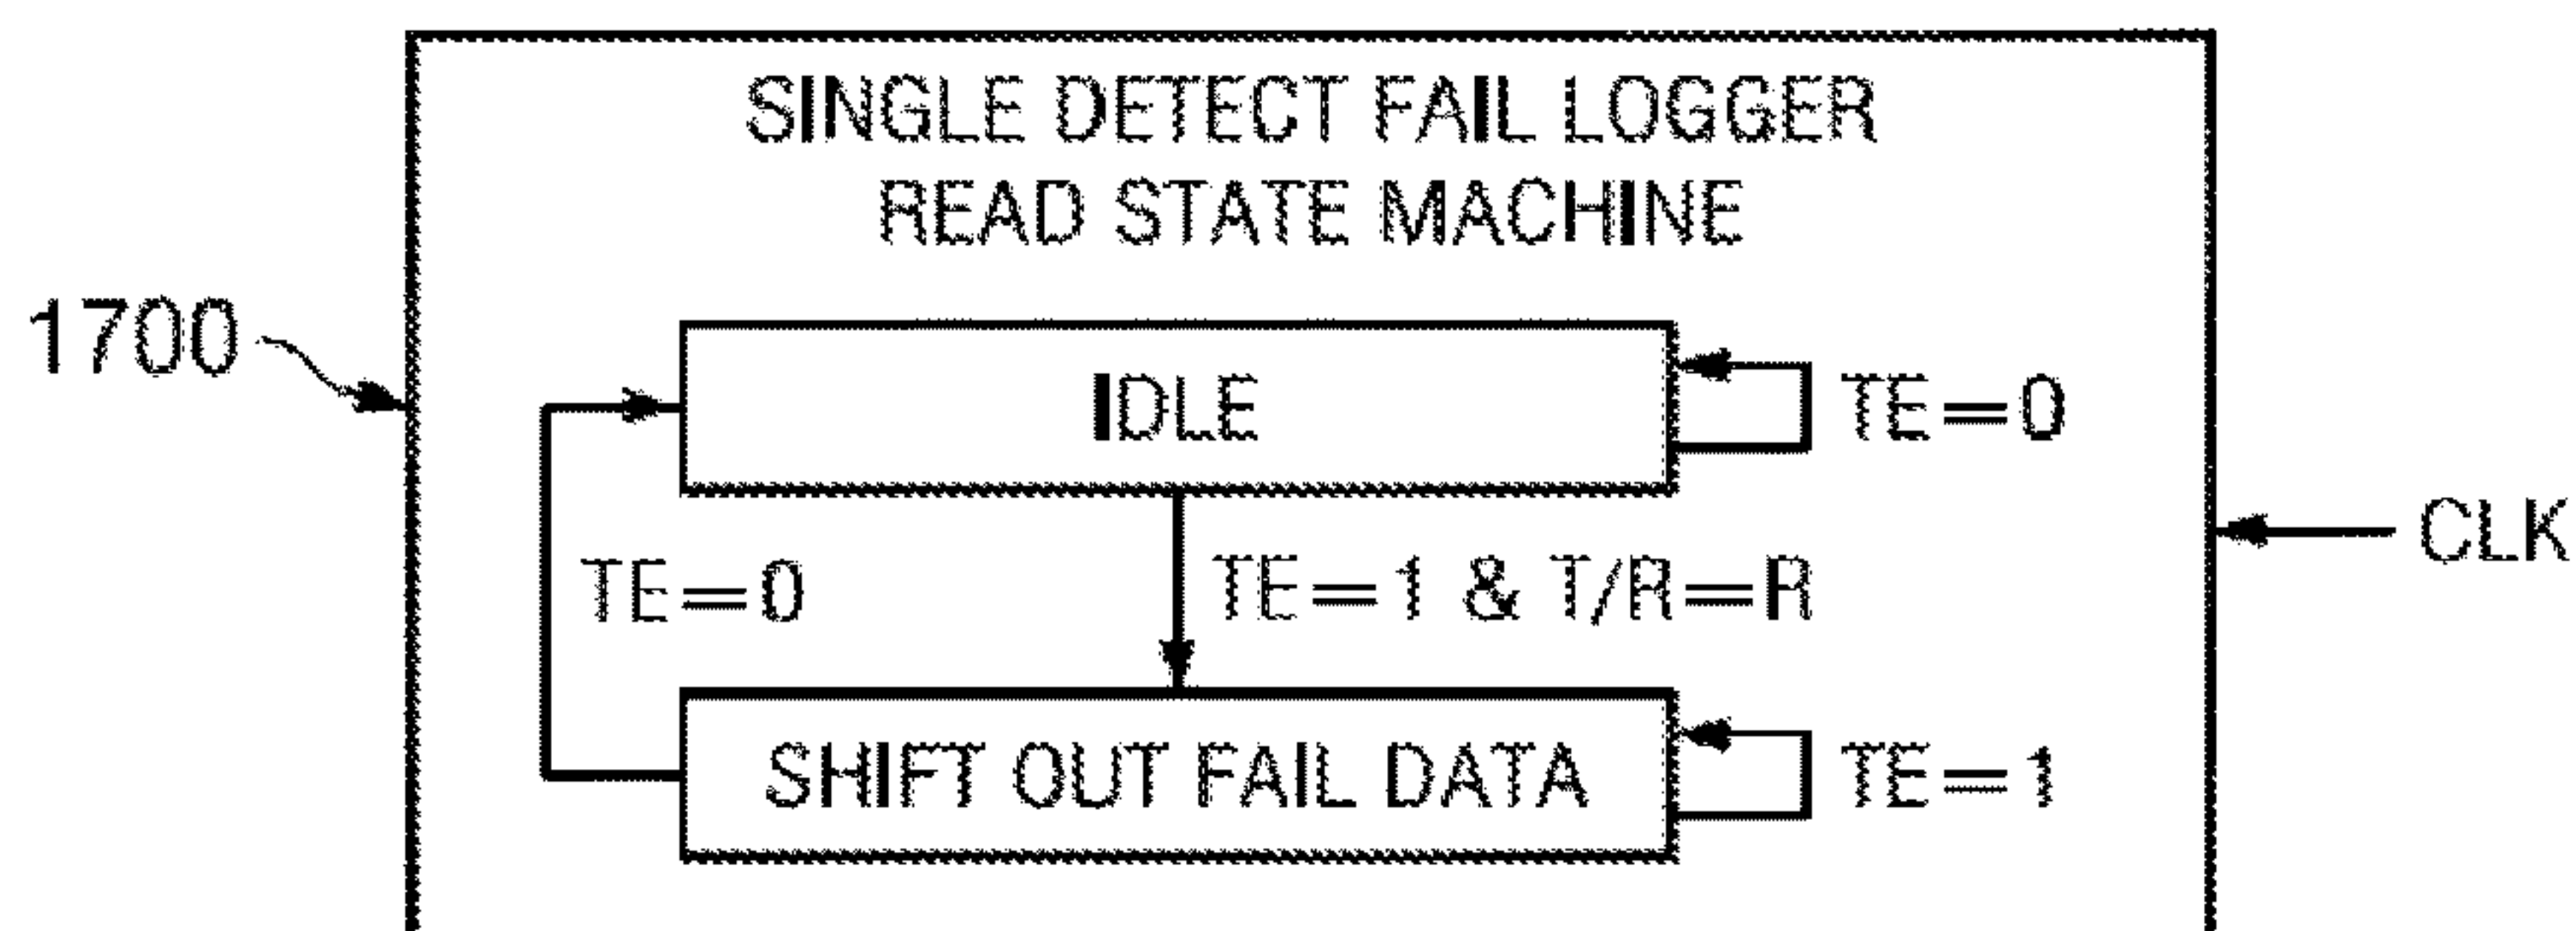 SINGLE DETECT FAIL LOGGER
READ STATE MACHINE
1700
IDLE
TE=0
CLK
TE=0
TE=1 & T/R=R
SHIFT OUT FAIL DATA
TE=1